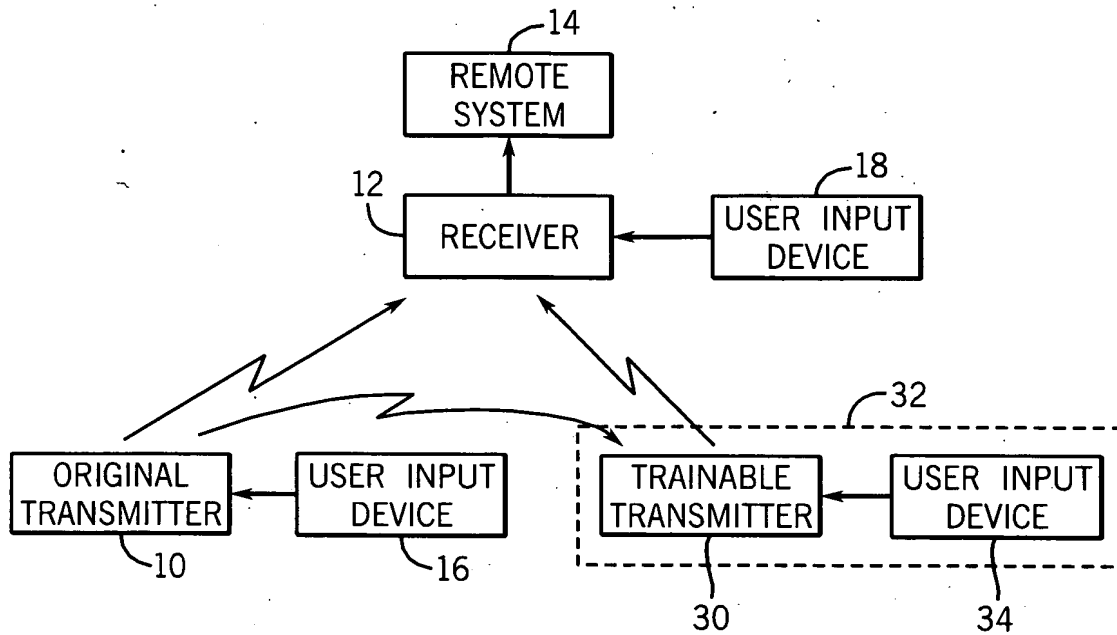 14
REMOTE
SYSTEM
12
RECEIVER
18
USER INPUT
DEVICE
32
ORIGINAL
TRANSMITTER
USER INPUT
DEVICE
TRAINABLE
TRANSMITTER
USER INPUT
DEVICE
10
16
30
34